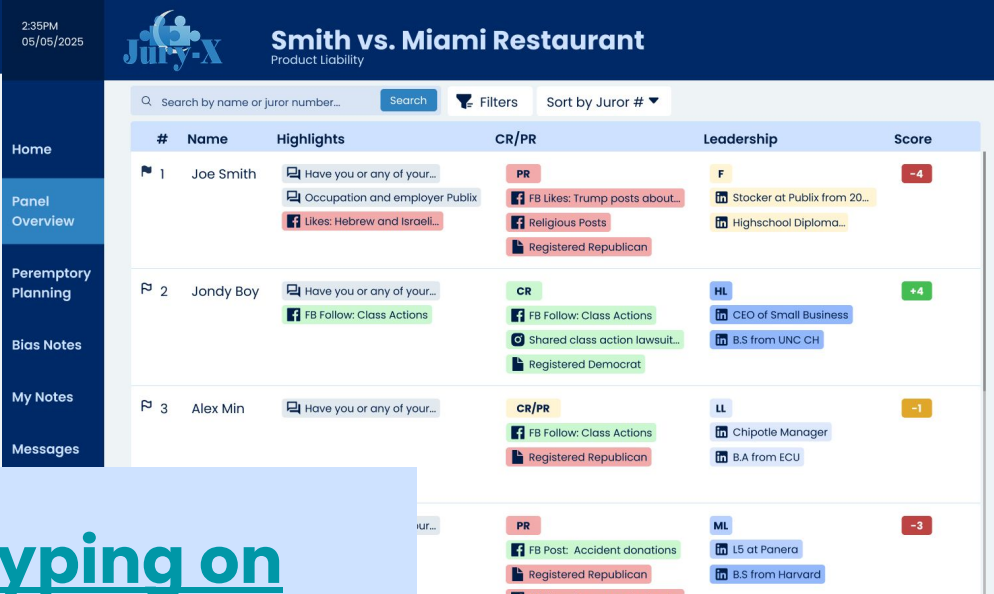 2:35PM
05/05/2025
Jury-X
Smith vs. Miami Restaurant
Product Liability
Search by name or juror number...
Search
Filters
Sort by Juror #
Home
Panel
Overview
Peremptory
Planning
Bias Notes
My Notes
Messages
# Name Highlights CR/PR Leadership Score
1 Joe Smith Have you or any of your... PR F -4
Occupation and employer Publix FB Likes: Trump posts about... Stocker at Publix from 20...
Likes: Hebrew and Israeli... Religious Posts Highschool Diploma...
Registered Republican
2 Jondy Boy Have you or any of your... CR HL +4
FB Follow: Class Actions FB Follow: Class Actions CEO of Small Business
Shared class action lawsuit... B.S from UNC CH
Registered Democrat
3 Alex Min Have you or any of your... CR/PR LL -1
FB Follow: Class Actions Chipotle Manager
Registered Republican B.A from ECU
ur... PR ML -3
FB Post: Accident donations L5 at Panera
Registered Republican B.S from Harvard
yping on